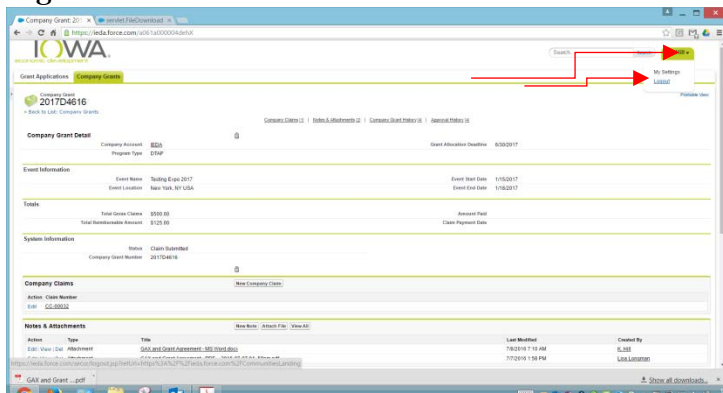 Company Grant: 201
servlet.FileDownload
https://ieda.force.com/a061a000004dehX
IOWA
economic development
Search...
Grant Applications
Company Grants
My Settings
Logout
Company Grant
2017D4616
Printable View
« Back to List: Company Grants
Company Claims [1] | Notes & Attachments [2] | Company Grant History [4] | Approval History [4]
Company Grant Detail
Company Account IEDA
Grant Allocation Deadline 6/30/2017
Program Type DTAP
Event Information
Event Name Testing Expo 2017
Event Start Date 1/15/2017
Event Location New York, NY USA
Event End Date 1/18/2017
Totals
Total Gross Claims $500.00
Amount Paid
Total Reimbursable Amount $125.00
Claim Payment Date
System Information
Status Claim Submitted
Company Grant Number 2017D4616
Company Claims
New Company Claim
Action Claim Number
Edit CC-00032
Notes & Attachments
New Note Attach File View All
Action Type Title Last Modified Created By
Edit | View | Del Attachment GAX and Grant Agreement - MS Word.docx 7/8/2016 7:10 AM K. Hill
7/7/2016 1:58 PM Lisa Longman
GAX and Grant ....pdf
Show all downloads...